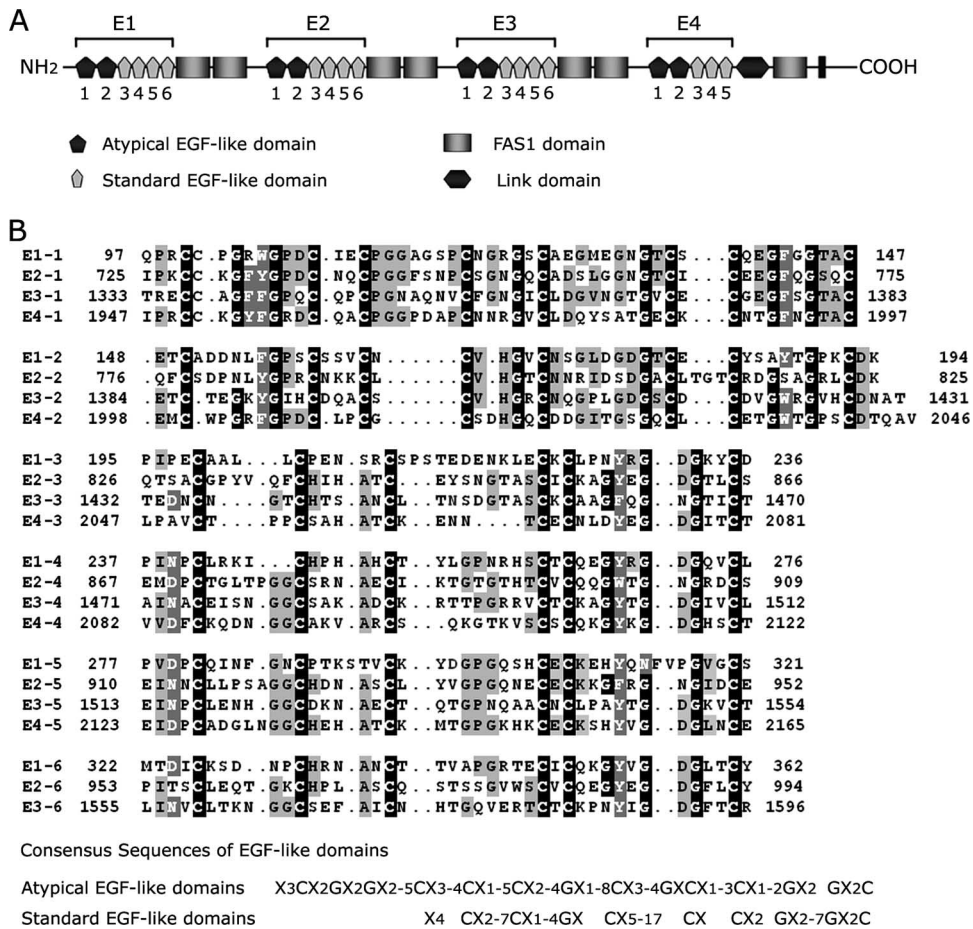 A
E1 E2 E3 E4
NH2 COOH
1 2 3 4 5 6 1 2 3 4 5 6 1 2 3 4 5 6 1 2 3 4 5
Atypical EGF-like domain FAS1 domain
Standard EGF-like domain Link domain
B
E1-1 97 QPRCC.PGRWGPDC.IECPGGAGSPCNGRGSCAEGMEGNGTCS...CQEGFGGTAC 147
E2-1 725 IPKCCKGFYGPDC.NQCPGGFSNPCSGNGQCADSLGGNGTCI...CEEGFQGSQC 775
E3-1 1333 TRECCAGFFGPQC.QPCPGNAQNVCFGNGICLDGVNGTGVCE...CGEGFSGTAC 1383
E4-1 1947 IPRCCKGYFGRDC.QACPGGPDAPCNNRGVCLDQYSATGECK...CNTGFNGTAC 1997
E1-2 148 .ETCADDNLFGPSCSSVCN......CV.HGVCNSGLDGDGTCE...CYSAYTGPKCDK 194
E2-2 776 .QFCSDPNLYGPRCNKKCL......CV.HGTCNNRIDSDGACLTGTCRDGSAGRLCDK 825
E3-2 1384 .ETC.TEGKYGIHCDQACS......CV.HGRCNQGPLGDGSCD...CDVGWRGVHCDNAT 1431
E4-2 1998 .EMC.WPGRFGPDC.LPCG......CSDHGQCDDGITGSGQCL...CETGWTGPSCDTQAV 2046
E1-3 195 PIPECAAL...LCPEN.SRCSPSTEDENKLECKCLPNYRG..DGKYCD 236
E2-3 826 QTSACGPYV.QFCHIH.ATC...EYSNGTASCICKAGYEG..DGTLCS 866
E3-3 1432 TEDNCN....GTCHTS.ANCL..TNSDGTASCKCAAGFQG..NGTICT 1470
E4-3 2047 LPAVCT....PPCSAH.ATCK..ENN....TCECNLDYEG..DGITCT 2081
E1-4 237 PINPCLRKI...CHPH.AHCT..YLGPNRHSCTCQEGYRG..DGQVCL 276
E2-4 867 EMDPCTGLTPGGCSRN.AECI..KTGTGTHTCVCQQGWTG..NGRDCS 909
E3-4 1471 AINACEISN.GGCSAK.ADCK..RTTPGRRVCTCKAGYTG..DGIVCL 1512
E4-4 2082 VVDFCKQDN.GGCAKV.ARCS...QKGTKVSCSCQKGYKG..DGHSCT 2122
E1-5 277 PVDPCQINF.GNCPTKSTVCK..YDGPGQSHCECKEHYQNFVPGVGCS 321
E2-5 910 EINNCLLPSAGGCHDN.ASCL..YVGPGQNECECKKGFRG..NGIDCE 952
E3-5 1513 EINPCLENH.GGCDKN.AECT..QTGPNQAACNCLPAYTG..DGKVCT 1554
E4-5 2123 EIDPCADGLNGGCHEH.ATCK..MTGPGKHKCECKSHYVG..DGLNCE 2165
E1-6 322 MTDICKSD..NPCHRN.ANCT..TVAPGRTECICQKGYVG..DGLTCY 362
E2-6 953 PITSCLEQT.GKCHPL.ASCQ..STSSGVWSCVCQEGYEG..DGFLCY 994
E3-6 1555 LINVCLTKN.GGCSEF.AICN..HTGQVERTCTCKPNYIG..DGFTCR 1596
Consensus Sequences of EGF-like domains
Atypical EGF-like domains X3CX2GX2GX2-5CX3-4CX1-5CX2-4GX1-8CX3-4GXCX1-3CX1-2GX2 GX2C
Standard EGF-like domains X4 CX2-7CX1-4GX CX5-17 CX CX2 GX2-7GX2C